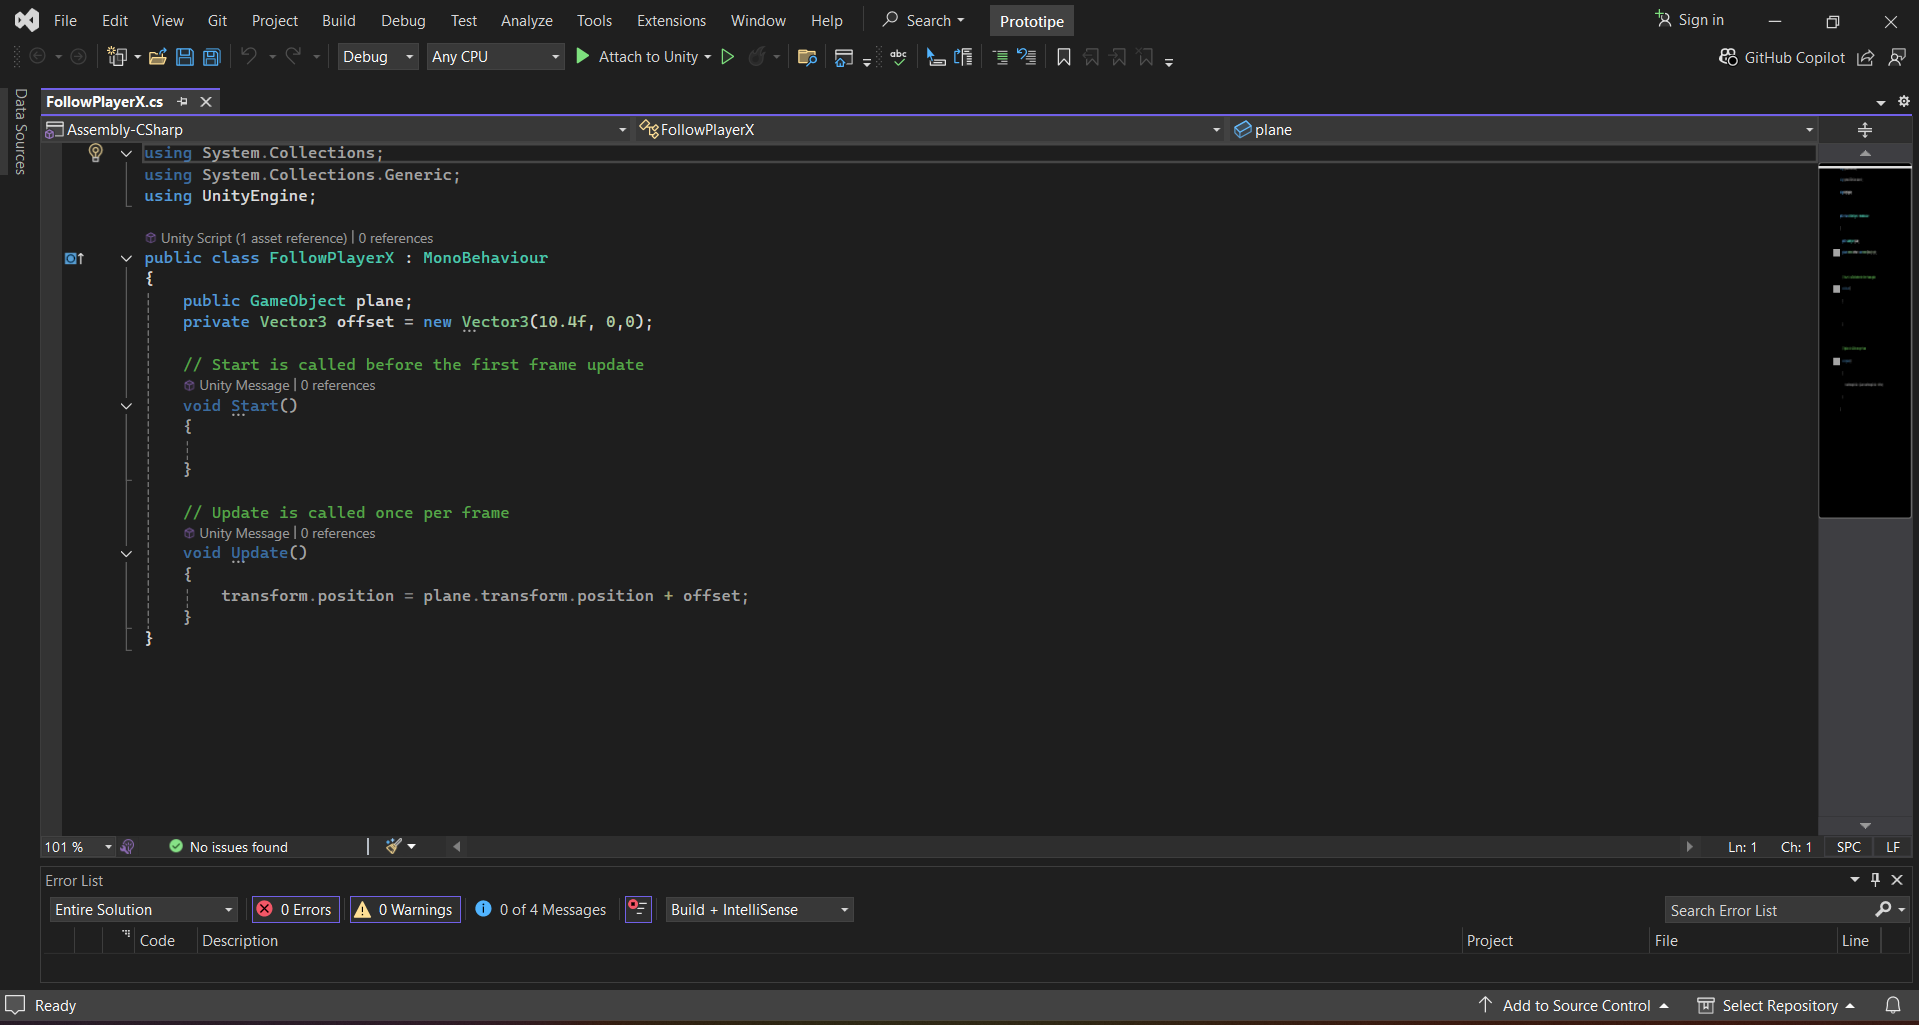 File Edit View Git Project Build Debug Test Analyze Tools Extensions Window Help Search Prototipe Sign in
Debug Any CPU Attach to Unity GitHub Copilot
Data Sources
FollowPlayerX.cs
Assembly-CSharp FollowPlayerX plane
using System.Collections;
using System.Collections.Generic;
using UnityEngine;
Unity Script (1 asset reference) | 0 references
public class FollowPlayerX : MonoBehaviour
{
public GameObject plane;
private Vector3 offset = new Vector3(10.4f, 0,0);
// Start is called before the first frame update
Unity Message | 0 references
void Start()
{
}
// Update is called once per frame
Unity Message | 0 references
void Update()
{
transform.position = plane.transform.position + offset;
}
}
101 % No issues found Ln: 1 Ch: 1 SPC LF
Error List
Entire Solution 0 Errors 0 Warnings 0 of 4 Messages Build + IntelliSense Search Error List
Code Description Project File Line
Ready Add to Source Control Select Repository